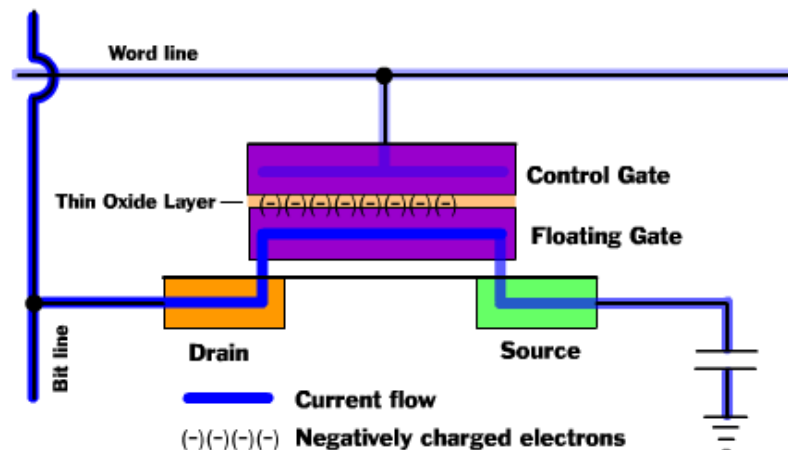 Word line
Control Gate
Thin Oxide Layer
(-)(-)(-)(-)(-)(-)(-)(-)
Floating Gate
Bit line
Drain
Source
Current flow
(-)(-)(-)(-) Negatively charged electrons